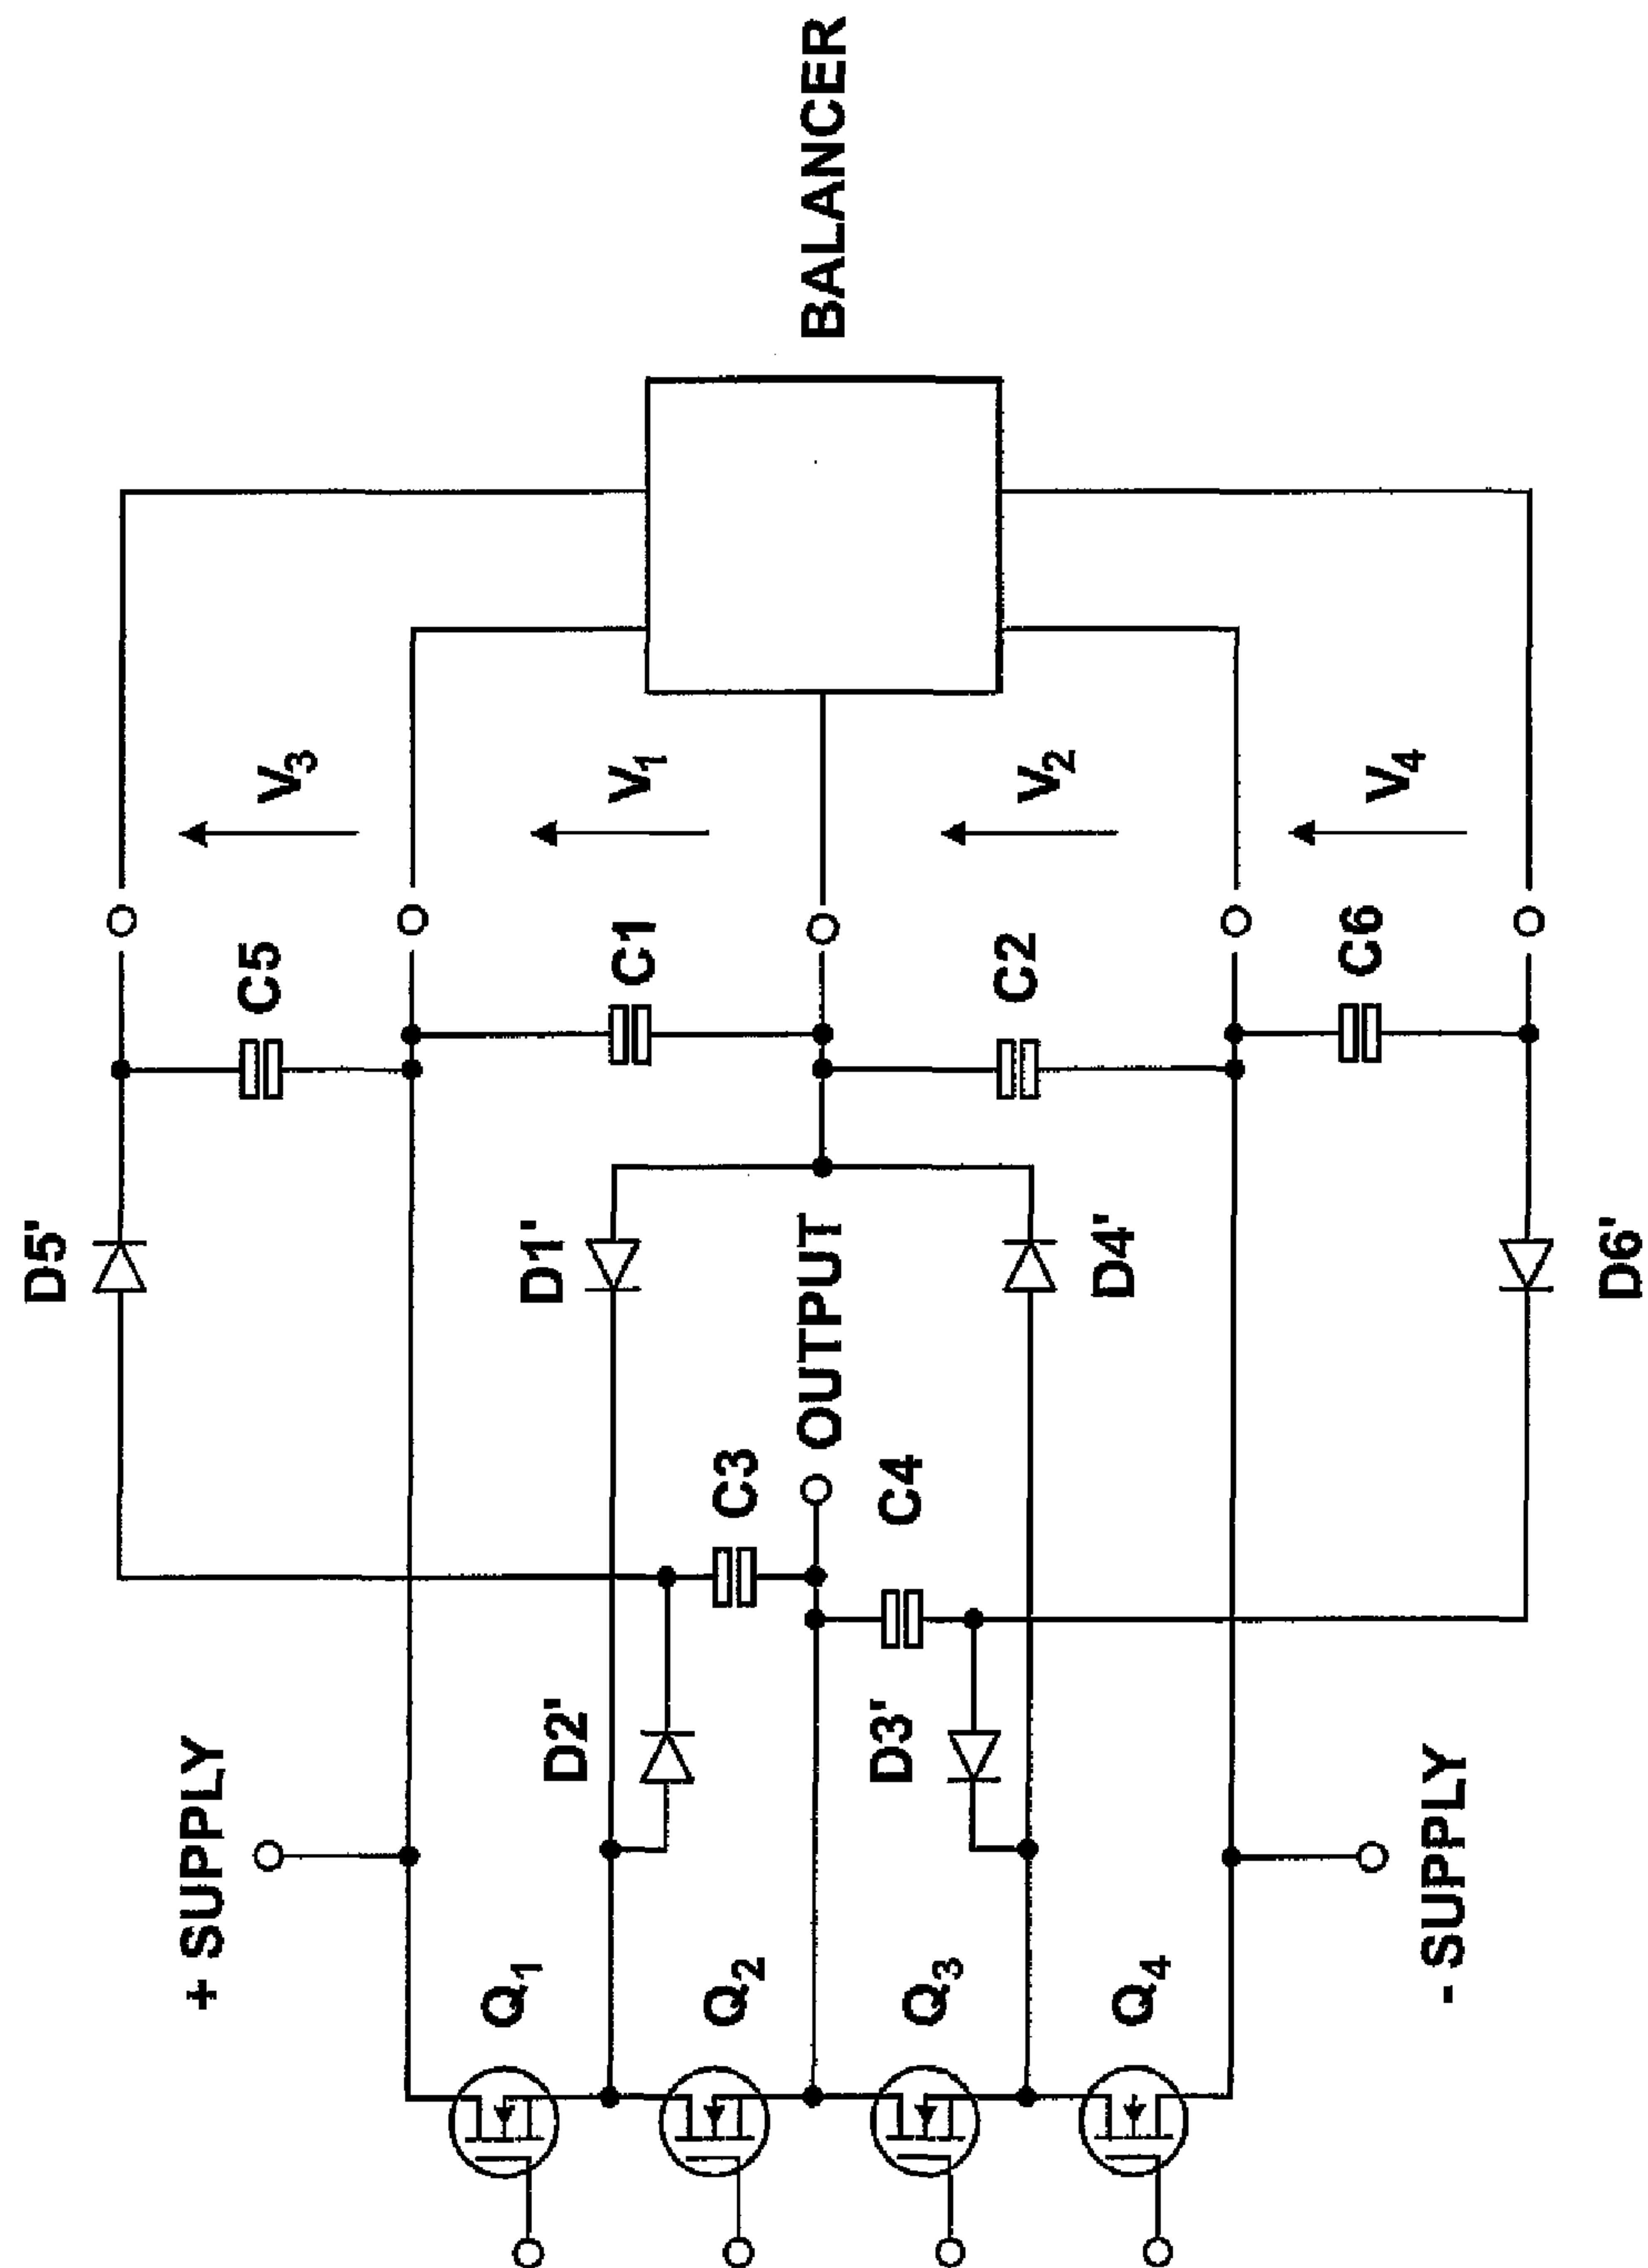 BALANCER
V3
V1
V2
V4
C5
C1
C2
C6
D5'
D1'
OUTPUT
D4'
D6'
C3
C4
D2'
D3'
+ SUPPLY
- SUPPLY
Q1
Q2
Q3
Q4